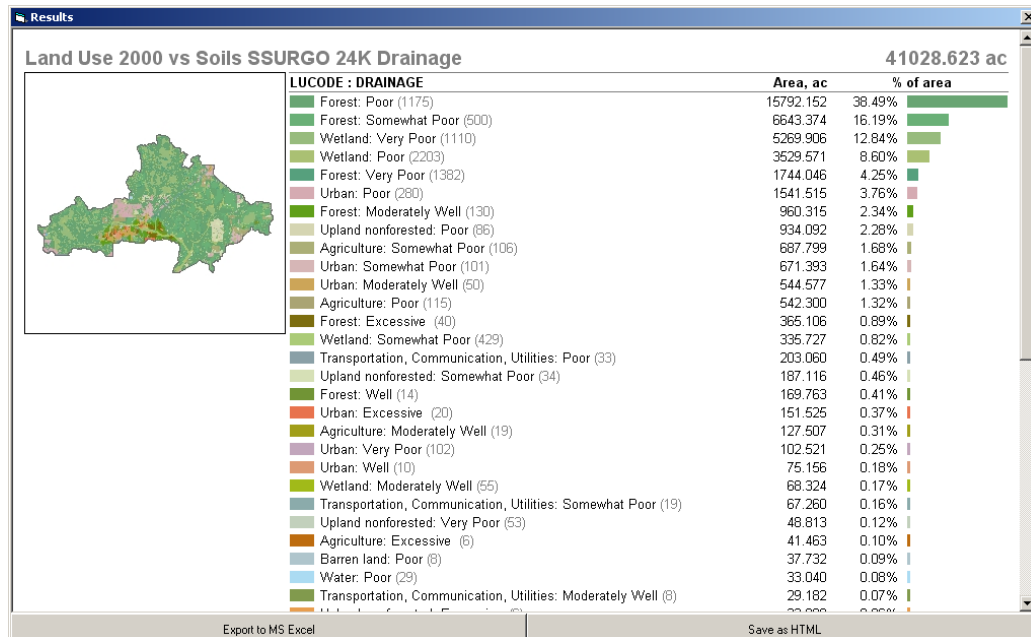 Results
Land Use 2000 vs Soils SSURGO 24K Drainage 41028.623 ac
LUCODE : DRAINAGE Area, ac % of area
Forest: Poor (1175) 15792.152 38.49%
Forest: Somewhat Poor (500) 6643.374 16.19%
Wetland: Very Poor (1110) 5269.906 12.84%
Wetland: Poor (2203) 3529.571 8.60%
Forest: Very Poor (1382) 1744.046 4.25%
Urban: Poor (280) 1541.515 3.76%
Forest: Moderately Well (130) 960.315 2.34%
Upland nonforested: Poor (86) 934.092 2.28%
Agriculture: Somewhat Poor (106) 687.799 1.68%
Urban: Somewhat Poor (101) 671.393 1.64%
Urban: Moderately Well (50) 544.577 1.33%
Agriculture: Poor (115) 542.300 1.32%
Forest: Excessive (40) 365.106 0.89%
Wetland: Somewhat Poor (429) 335.727 0.82%
Transportation, Communication, Utilities: Poor (33) 203.060 0.49%
Upland nonforested: Somewhat Poor (34) 187.116 0.46%
Forest: Well (14) 169.763 0.41%
Urban: Excessive (20) 151.525 0.37%
Agriculture: Moderately Well (19) 127.507 0.31%
Urban: Very Poor (102) 102.521 0.25%
Urban: Well (10) 75.156 0.18%
Wetland: Moderately Well (55) 68.324 0.17%
Transportation, Communication, Utilities: Somewhat Poor (19) 67.260 0.16%
Upland nonforested: Very Poor (53) 48.813 0.12%
Agriculture: Excessive (6) 41.463 0.10%
Barren land: Poor (8) 37.732 0.09%
Water: Poor (29) 33.040 0.08%
Transportation, Communication, Utilities: Moderately Well (8) 29.182 0.07%
Export to MS Excel Save as HTML